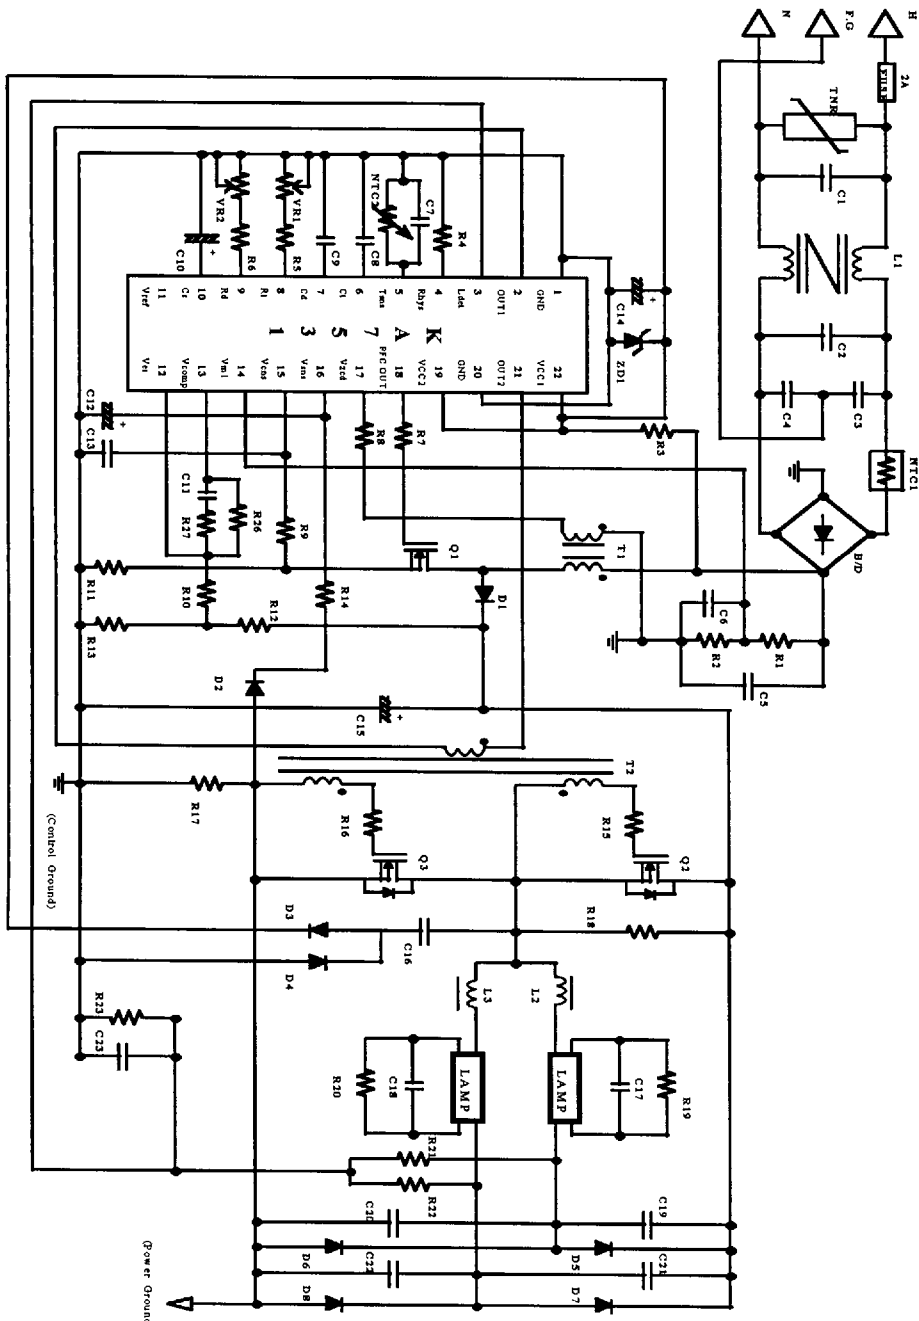 H
F.G
N
2A
FUSE
TNR
C1
L1
C2
C3
C4
NTC1
B/D
R1
R2
C5
C6
R3
T1
C14
ZD1
R4
C7
NTC2
C8
C9
VR1
R5
VR2
R6
C10
1 GND
2 OUT1
3 Ldet
4 Rhys
5 Tsns
6 Ct
7 Cd
8 Rt
9 Rd
10 Cs
11 Vref
K
A
7
5
3
1
VCC1 22
OUT2 21
GND 20
VCC2 19
PFC OUT 18
Vzcd 17
Vsns 16
Vcns 15
Vm1 14
Vcomp 13
Vei 12
C12
C13
R7
R8
Q1
D1
R9
C11
R26
R27
R10
R11
R12
R13
R14
D2
C15
T2
R15
R16
R17
Q2
Q3
R18
C16
D3
D4
(Control Ground)
R23
C23
L2
L3
LAMP
LAMP
C17
R19
C18
R20
R21
R22
C19
C20
D5
D6
C21
C22
D7
D8
(Power Ground